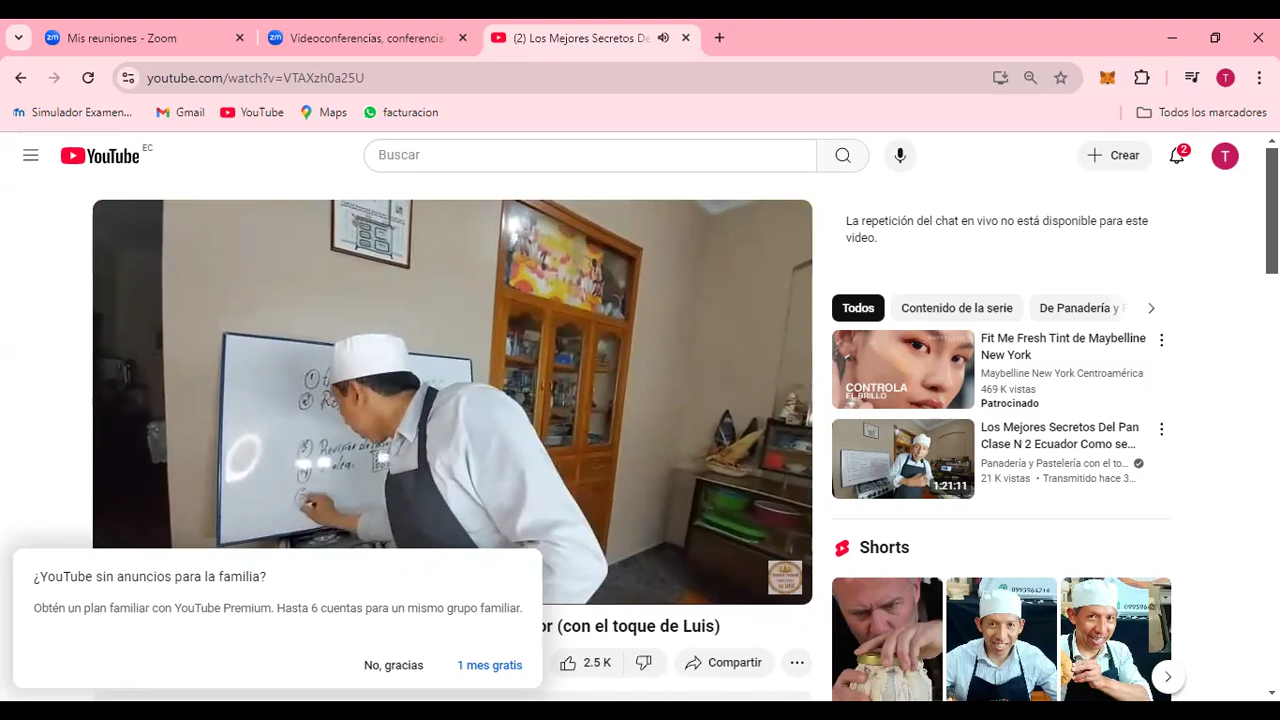 Mis reuniones - Zoom
Videoconferencias, conferencia
(2) Los Mejores Secretos De
youtube.com/watch?v=VTAXzh0a25U
T
Simulador Examen...
Gmail
YouTube
Maps
facturacion
Todos los marcadores
YouTube EC
Buscar
Crear
2
T
La repetición del chat en vivo no está disponible para este
video.
Todos
Contenido de la serie
De Panadería y
Fit Me Fresh Tint de Maybelline
New York
Maybelline New York Centroamérica
469 K vistas
Patrocinado
CONTROLA
EL BRILLO
Los Mejores Secretos Del Pan
Clase N 2 Ecuador Como se...
Panadería y Pastelería con el to...
21 K vistas • Transmitido hace 3...
1:21:11
Shorts
¿YouTube sin anuncios para la familia?
Obtén un plan familiar con YouTube Premium. Hasta 6 cuentas para un mismo grupo familiar.
No, gracias
1 mes gratis
or (con el toque de Luis)
2.5 K
Compartir